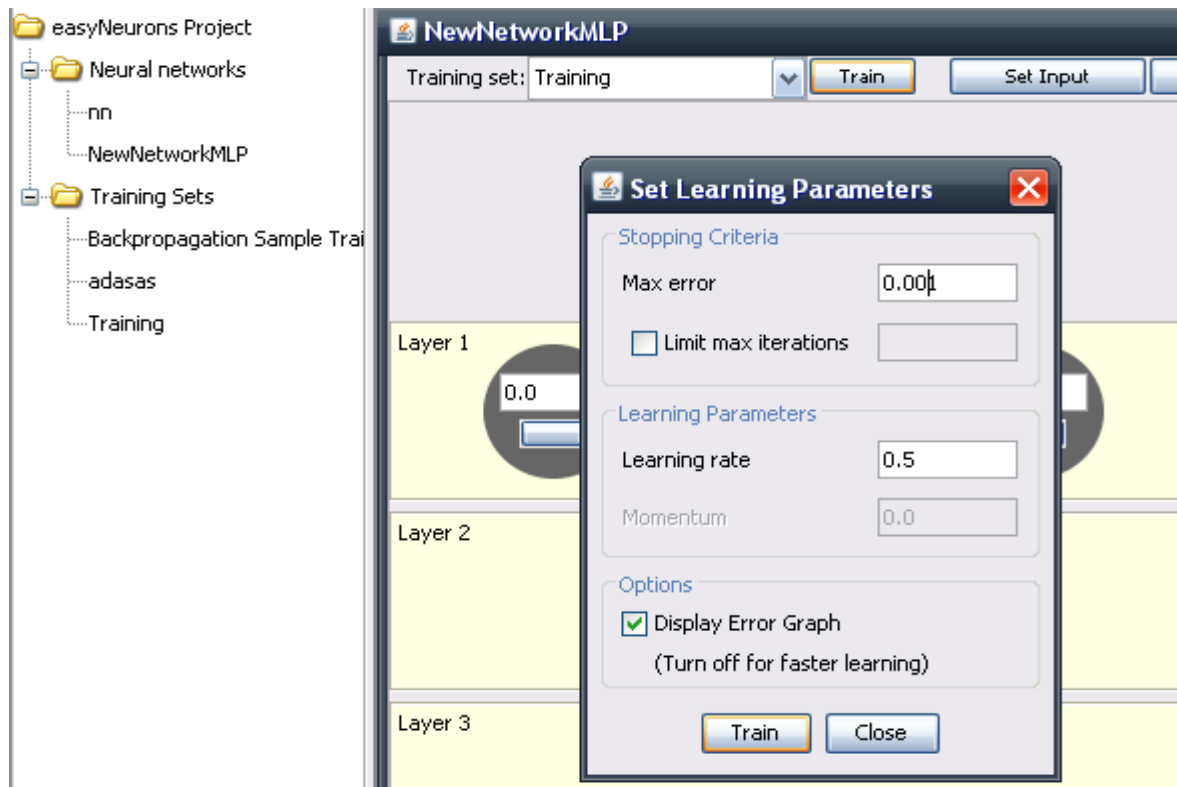 easyNeurons Project
Neural networks
nn
NewNetworkMLP
Training Sets
Backpropagation Sample Trai
adasas
Training
NewNetworkMLP
Training set: Training Train Set Input
Set Learning Parameters
Stopping Criteria
Max error 0.001
Limit max iterations
Learning Parameters
Learning rate 0.5
Momentum 0.0
Options
Display Error Graph
(Turn off for faster learning)
Train Close
Layer 1
0.0
Layer 2
Layer 3